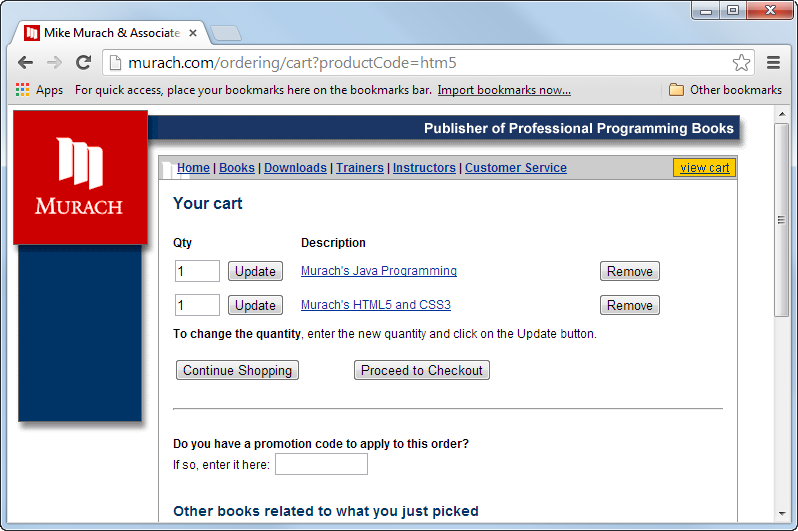 Mike Murach & Associate
murach.com/ordering/cart?productCode=htm5
Apps For quick access, place your bookmarks here on the bookmarks bar. Import bookmarks now... Other bookmarks
Publisher of Professional Programming Books
MURACH
Home | Books | Downloads | Trainers | Instructors | Customer Service view cart
Your cart
Qty Description
1 Update Murach's Java Programming Remove
1 Update Murach's HTML5 and CSS3 Remove
To change the quantity, enter the new quantity and click on the Update button.
Continue Shopping Proceed to Checkout
Do you have a promotion code to apply to this order?
If so, enter it here:
Other books related to what you just picked